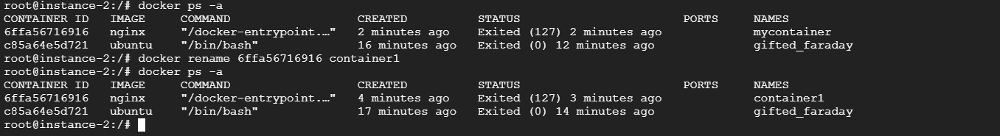 root@instance-2:/# docker ps -a
CONTAINER ID   IMAGE     COMMAND                  CREATED          STATUS                       PORTS     NAMES
6ffa56716916   nginx     "/docker-entrypoint.…"   2 minutes ago    Exited (127) 2 minutes ago             mycontainer
c85a64e5d721   ubuntu    "/bin/bash"              16 minutes ago   Exited (0) 12 minutes ago              gifted_faraday
root@instance-2:/# docker rename 6ffa56716916 container1
root@instance-2:/# docker ps -a
CONTAINER ID   IMAGE     COMMAND                  CREATED          STATUS                       PORTS     NAMES
6ffa56716916   nginx     "/docker-entrypoint.…"   4 minutes ago    Exited (127) 3 minutes ago             container1
c85a64e5d721   ubuntu    "/bin/bash"              17 minutes ago   Exited (0) 14 minutes ago              gifted_faraday
root@instance-2:/#